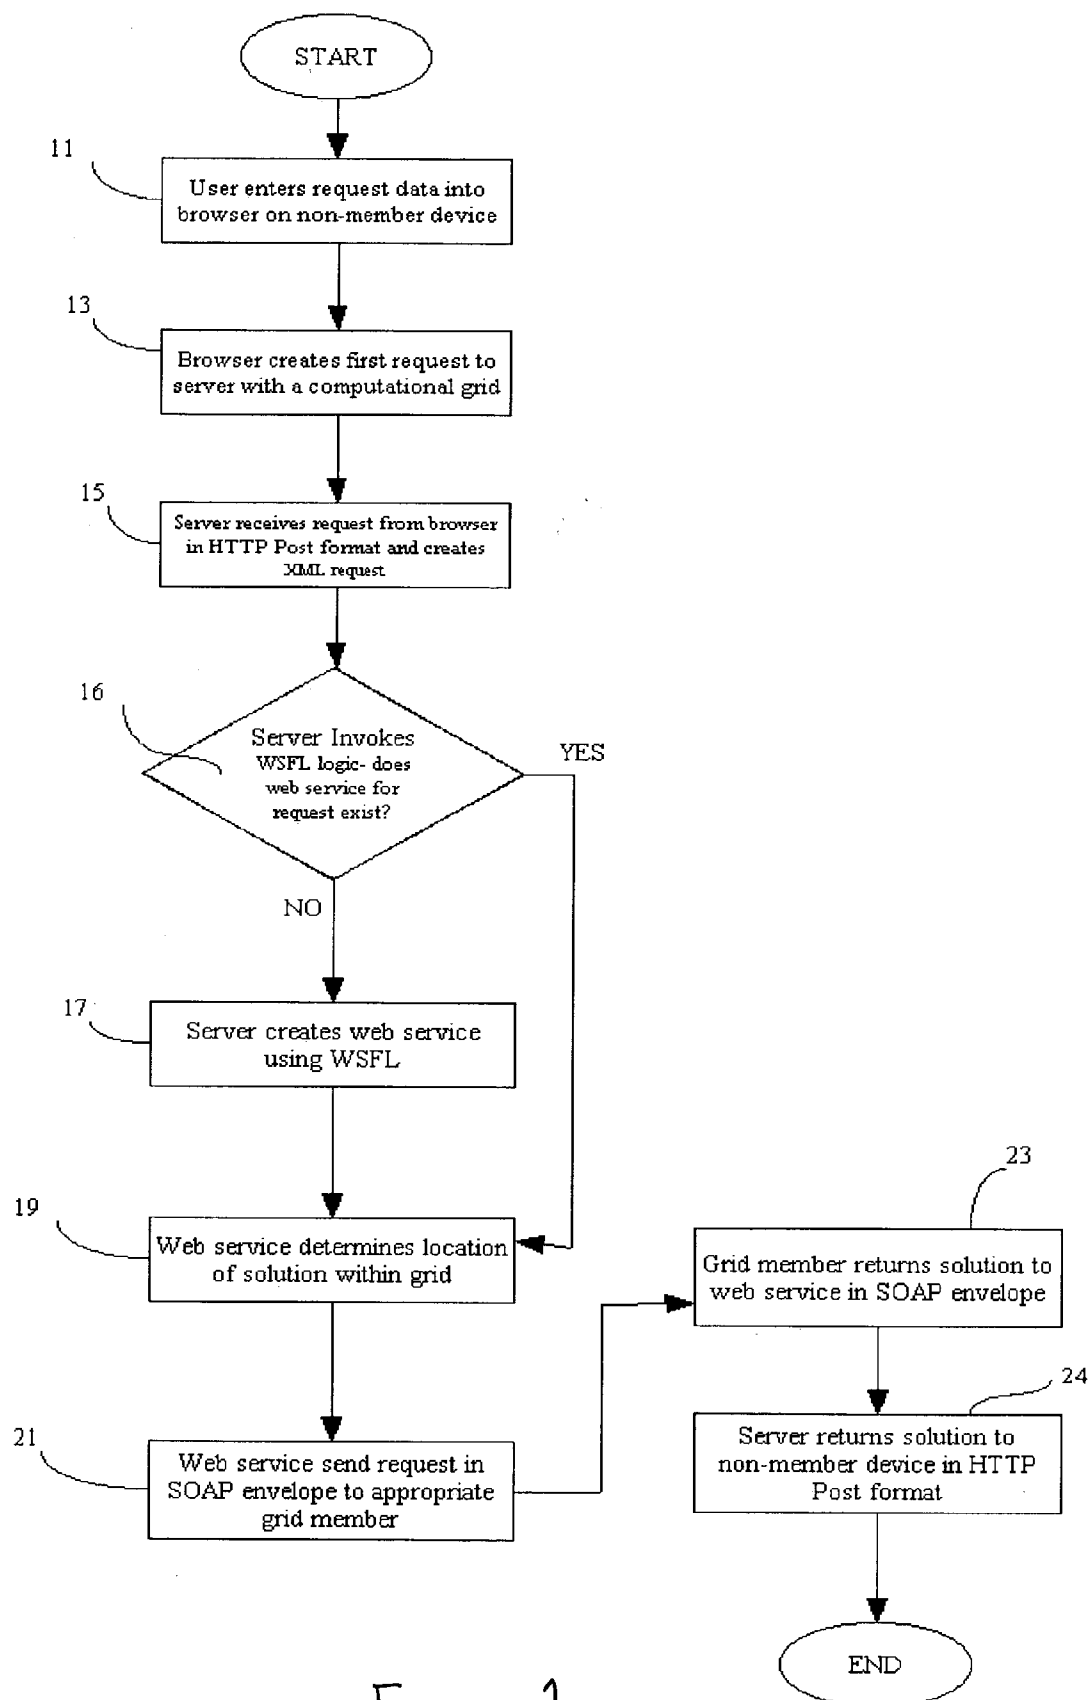 START
11
User enters request data into
browser on non-member device
13
Browser creates first request to
server with a computational grid
15
Server receives request from browser
in HTTP Post format and creates
XML request
16
Server Invokes
WSFL logic- does
web service for
request exist?
YES
NO
17
Server creates web service
using WSFL
19
Web service determines location
of solution within grid
21
Web service send request in
SOAP envelope to appropriate
grid member
23
Grid member returns solution to
web service in SOAP envelope
24
Server returns solution to
non-member device in HTTP
Post format
END